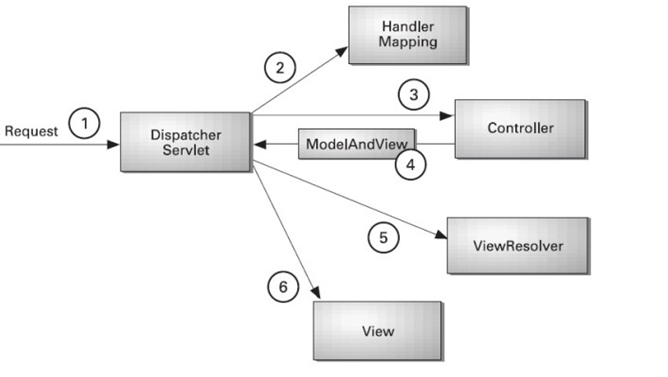 Request
1
Dispatcher
Servlet
2
Handler
Mapping
3
Controller
ModelAndView
4
5
ViewResolver
6
View